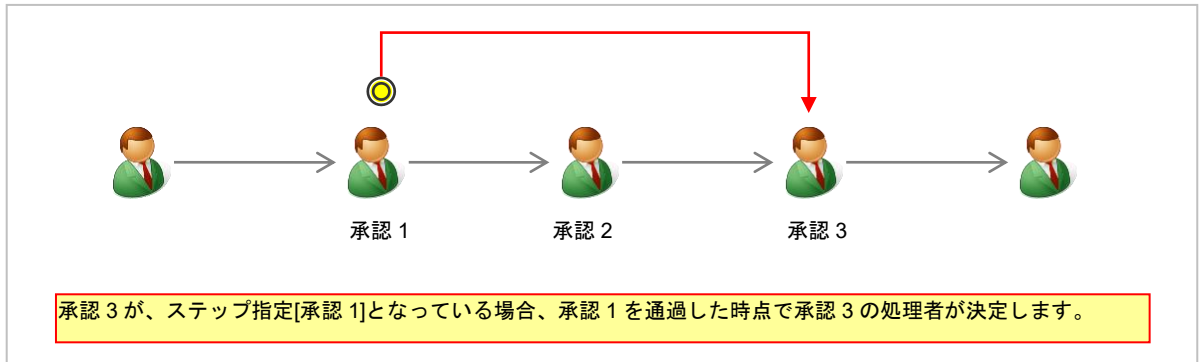 承認 1
承認 2
承認 3
承認 3 が、ステップ指定[承認 1]となっている場合、承認 1 を通過した時点で承認 3 の処理者が決定します。